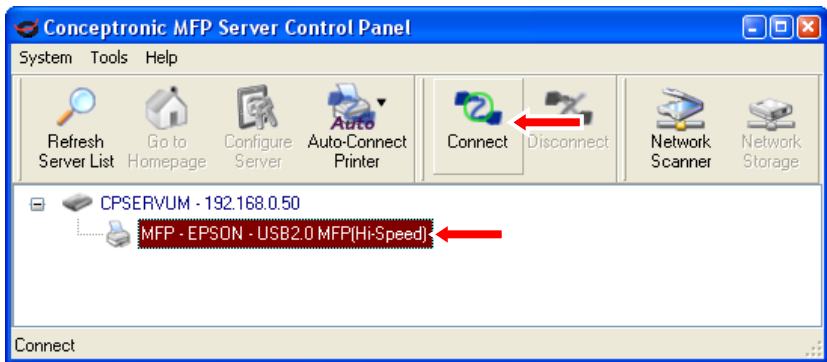 Conceptronic MFP Server Control Panel
System Tools Help
Refresh Server List
Go to Homepage
Configure Server
Auto
Auto-Connect Printer
Connect
Disconnect
Network Scanner
Network Storage
CPSERVUM - 192.168.0.50
MFP - EPSON - USB2.0 MFP(Hi-Speed)
Connect